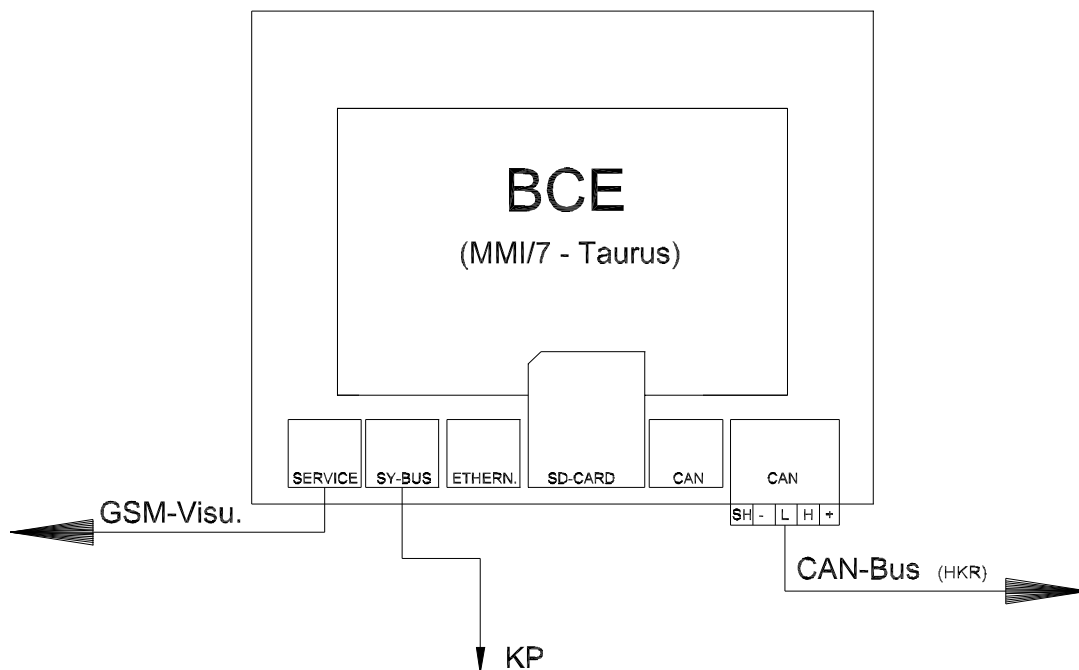 BCE
(MMI/7 - Taurus)
SERVICE SY-BUS ETHERN. SD-CARD CAN CAN
GSM-Visu.
SH - L H +
CAN-Bus (HKR)
KP